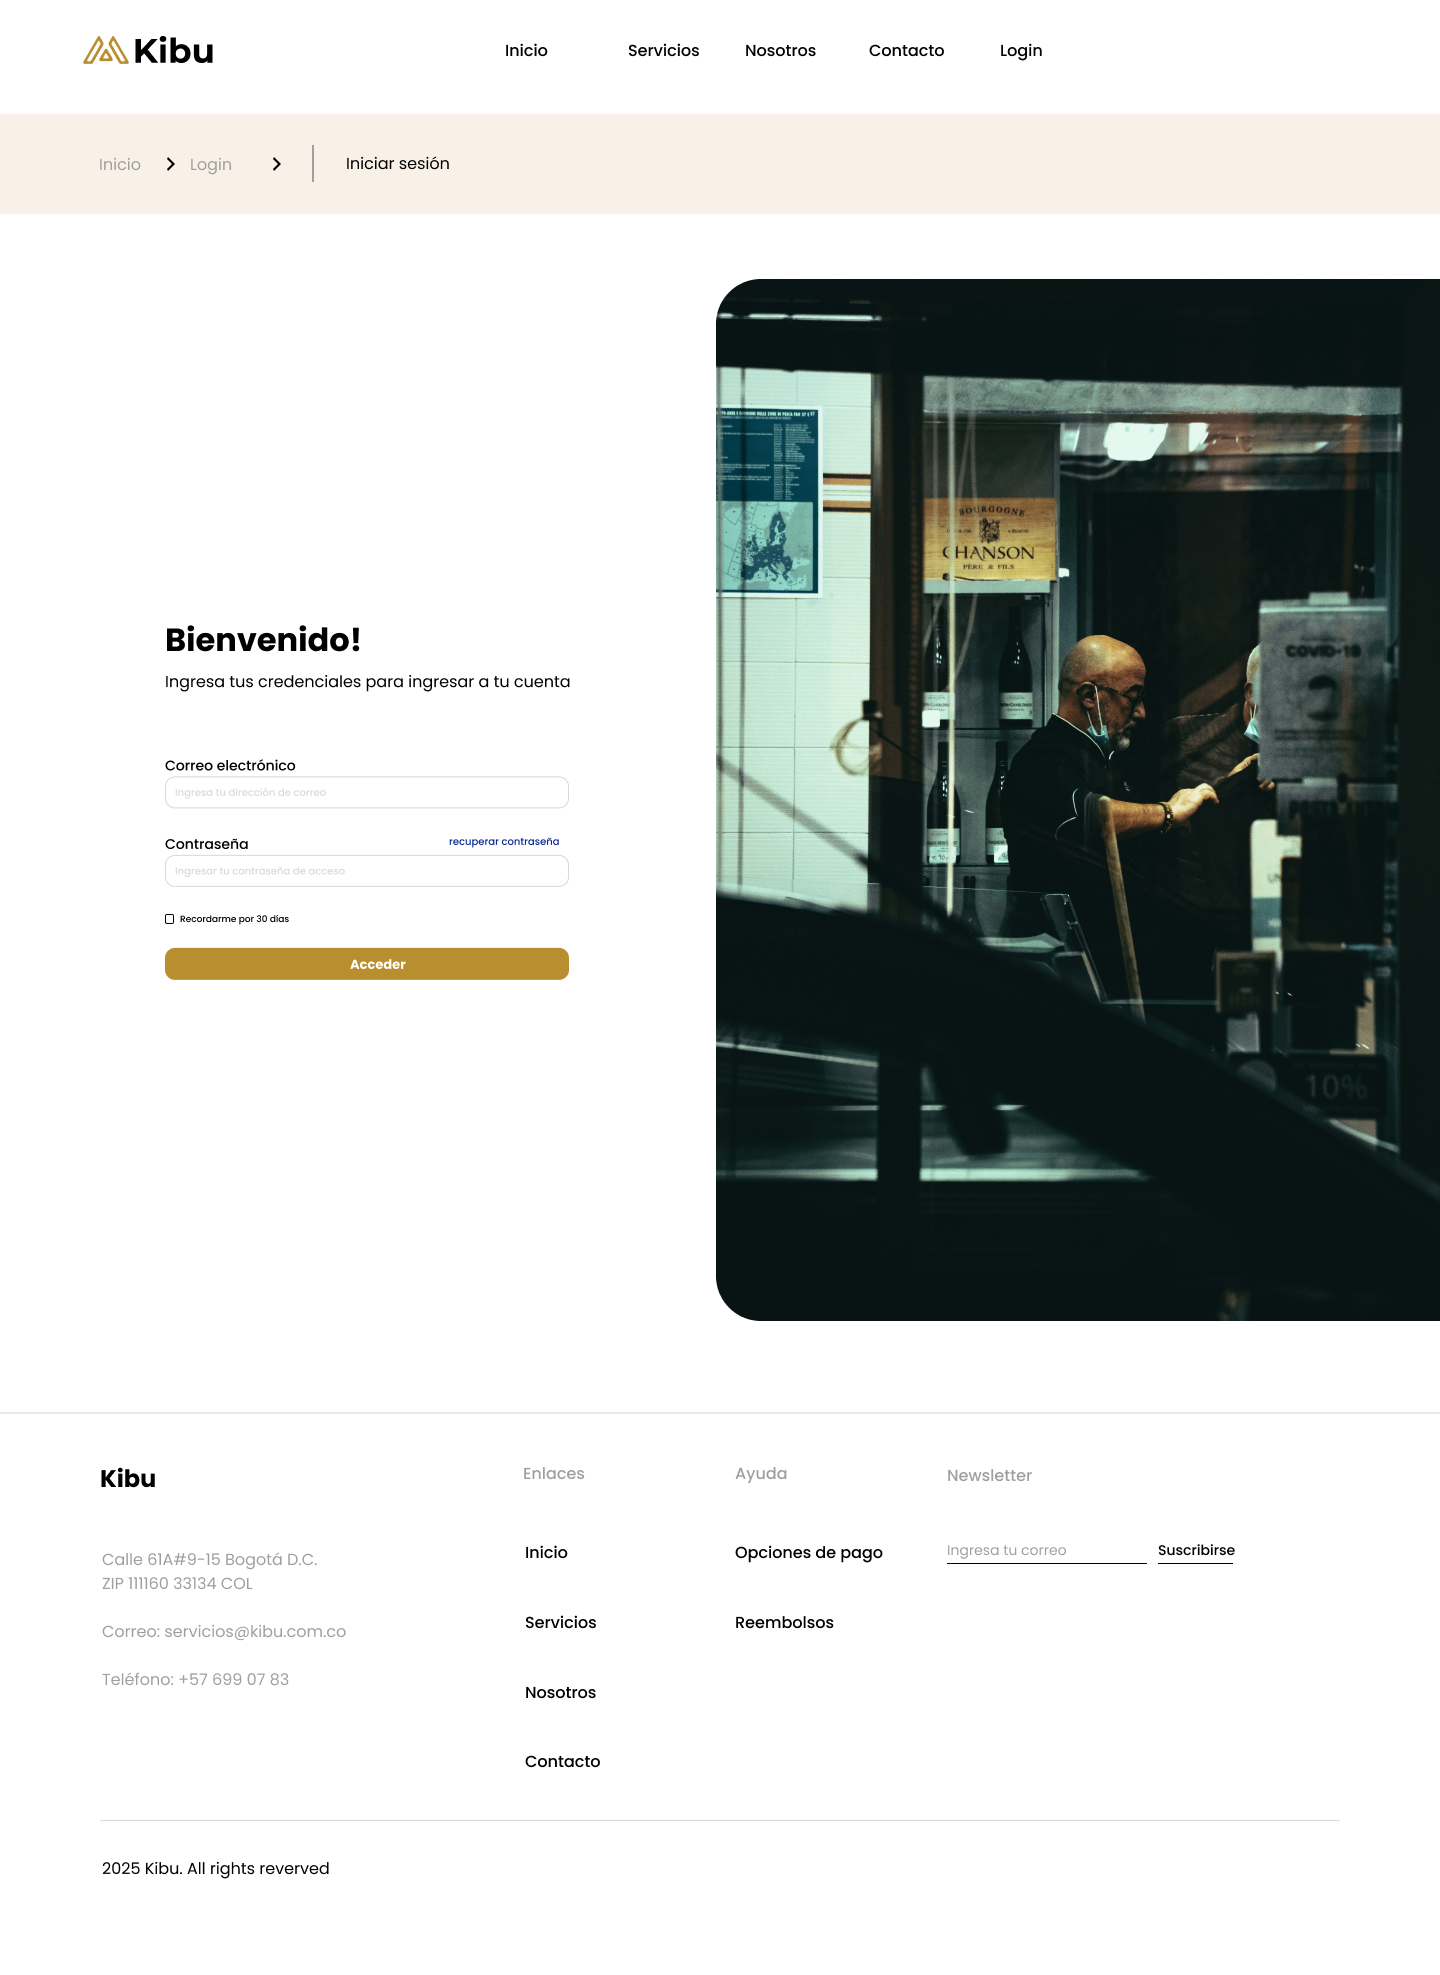 Kibu
Inicio Servicios Nosotros Contacto Login
Inicio Login Iniciar sesión
BOURGOGNE
CHANSON
PÈRE & FILS
COVID-19
10%
Bienvenido!
Ingresa tus credenciales para ingresar a tu cuenta
Correo electrónico
Ingresa tu dirección de correo
Contraseña recuperar contraseña
Ingresar tu contraseña de acceso
Recordarme por 30 días
Acceder
Kibu
Calle 61A#9-15 Bogotá D.C.
ZIP 111160 33134 COL
Correo: servicios@kibu.com.co
Teléfono: +57 699 07 83
Enlaces
Inicio
Servicios
Nosotros
Contacto
Ayuda
Opciones de pago
Reembolsos
Newsletter
Ingresa tu correo Suscribirse
2025 Kibu. All rights reverved